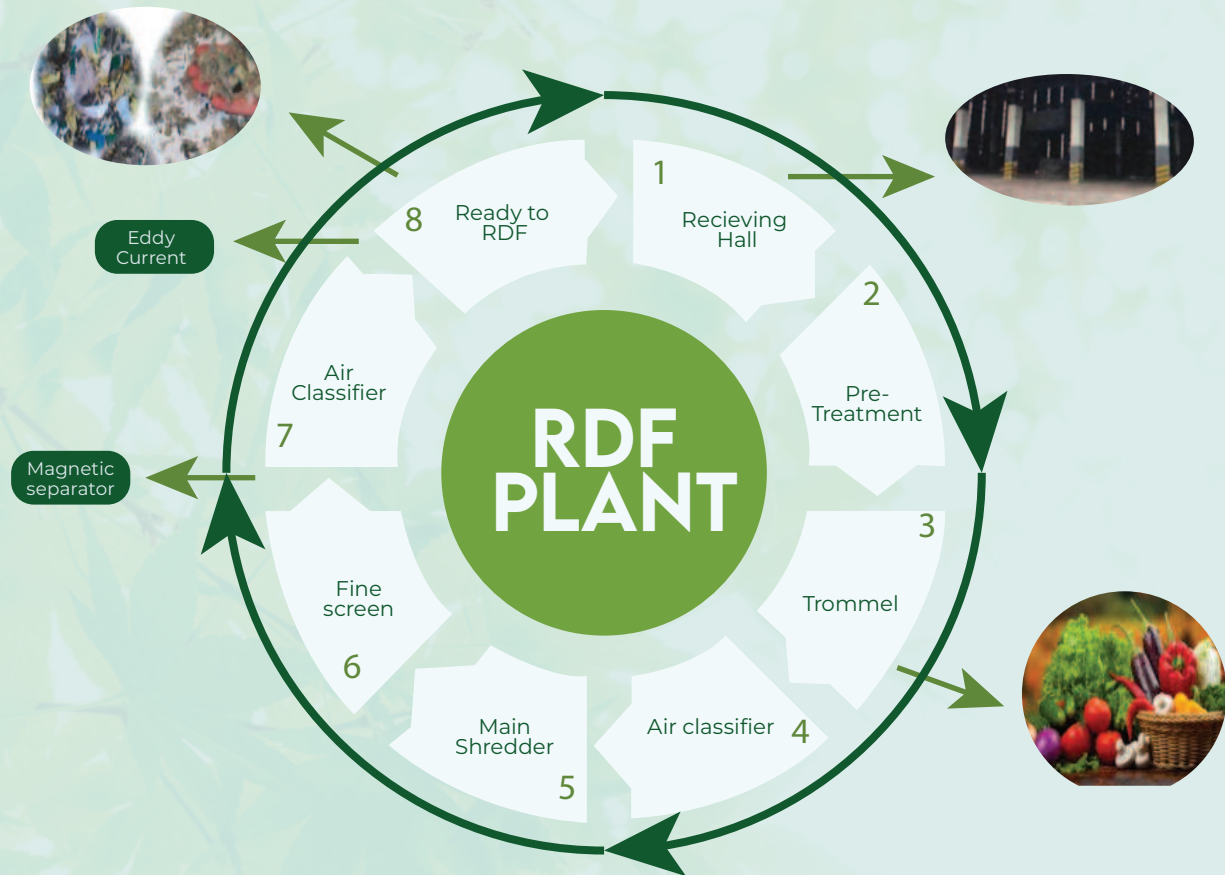 RDF
PLANT
1
Recieving
Hall
2
Pre-
Treatment
3
Trommel
Air classifier 4
Main
Shredder
5
Fine
screen
6
Magnetic
separator
Air
Classifier
7
Eddy
Current
8
Ready to
RDF